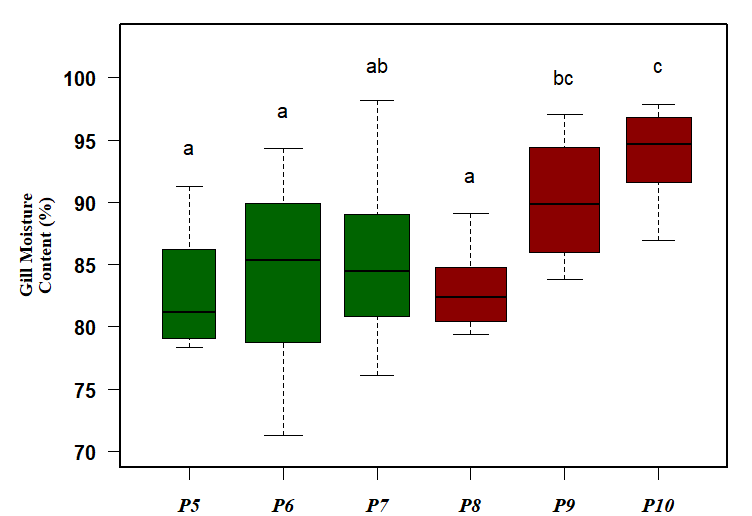 Gill Moisture
Content (%)
100
95
90
85
80
75
70
a
a
ab
a
bc
c
P5 P6 P7 P8 P9 P10